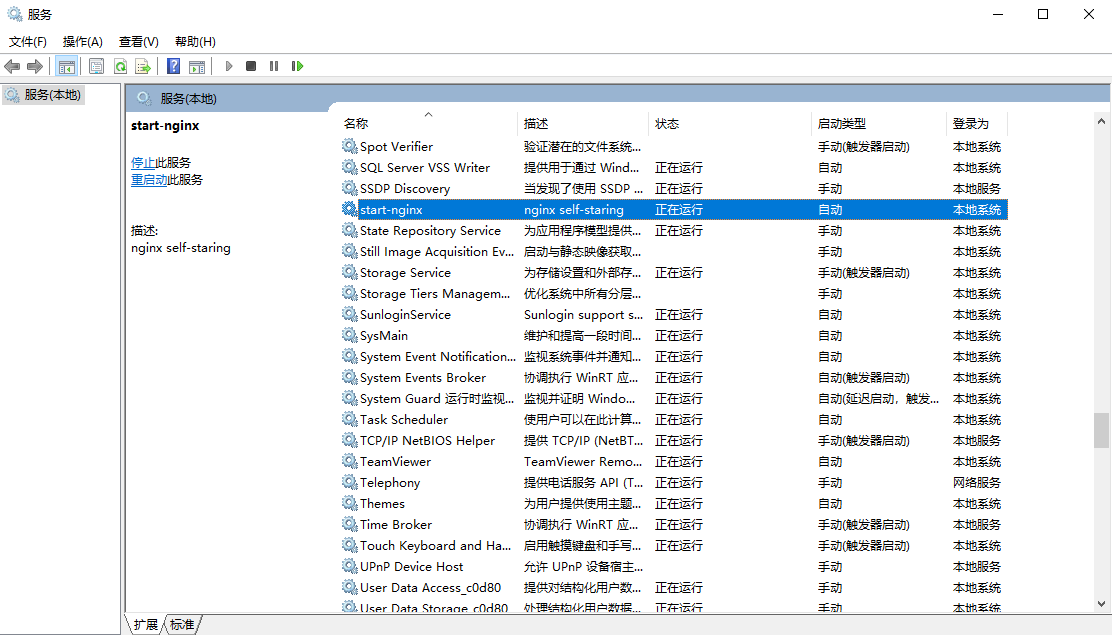 服务
文件(F) 操作(A) 查看(V) 帮助(H)
服务(本地)
服务(本地)
start-nginx
停止此服务
重启动此服务
描述:
nginx self-staring
名称 描述 状态 启动类型 登录为
Spot Verifier 验证潜在的文件系统... 手动(触发器启动) 本地系统
SQL Server VSS Writer 提供用于通过 Wind... 正在运行 自动 本地系统
SSDP Discovery 当发现了使用 SSDP ... 正在运行 手动 本地服务
start-nginx nginx self-staring 正在运行 自动 本地系统
State Repository Service 为应用程序模型提供... 正在运行 手动 本地系统
Still Image Acquisition Ev... 启动与静态映像获取... 手动 本地系统
Storage Service 为存储设置和外部存... 正在运行 手动(触发器启动) 本地系统
Storage Tiers Managem... 优化系统中所有分层... 手动 本地系统
SunloginService Sunlogin support s... 正在运行 自动 本地系统
SysMain 维护和提高一段时间... 正在运行 自动 本地系统
System Event Notification... 监视系统事件并通知... 正在运行 自动 本地系统
System Events Broker 协调执行 WinRT 应... 正在运行 自动(触发器启动) 本地系统
System Guard 运行时监视... 监视并证明 Windo... 正在运行 自动(延迟启动，触发... 本地系统
Task Scheduler 使用户可以在此计算... 正在运行 自动 本地系统
TCP/IP NetBIOS Helper 提供 TCP/IP (NetBT... 正在运行 手动(触发器启动) 本地服务
TeamViewer TeamViewer Remo... 正在运行 自动 本地系统
Telephony 提供电话服务 API (T... 正在运行 手动 网络服务
Themes 为用户提供使用主题... 正在运行 自动 本地系统
Time Broker 协调执行 WinRT 应... 正在运行 手动(触发器启动) 本地服务
Touch Keyboard and Ha... 启用触摸键盘和手写... 正在运行 手动(触发器启动) 本地系统
UPnP Device Host 允许 UPnP 设备宿主... 手动 本地服务
User Data Access_c0d80 提供对结构化用户数... 正在运行 手动 本地系统
User Data Storage_c0d80 处理结构化用户数据... 正在运行 手动 本地系统
扩展 标准